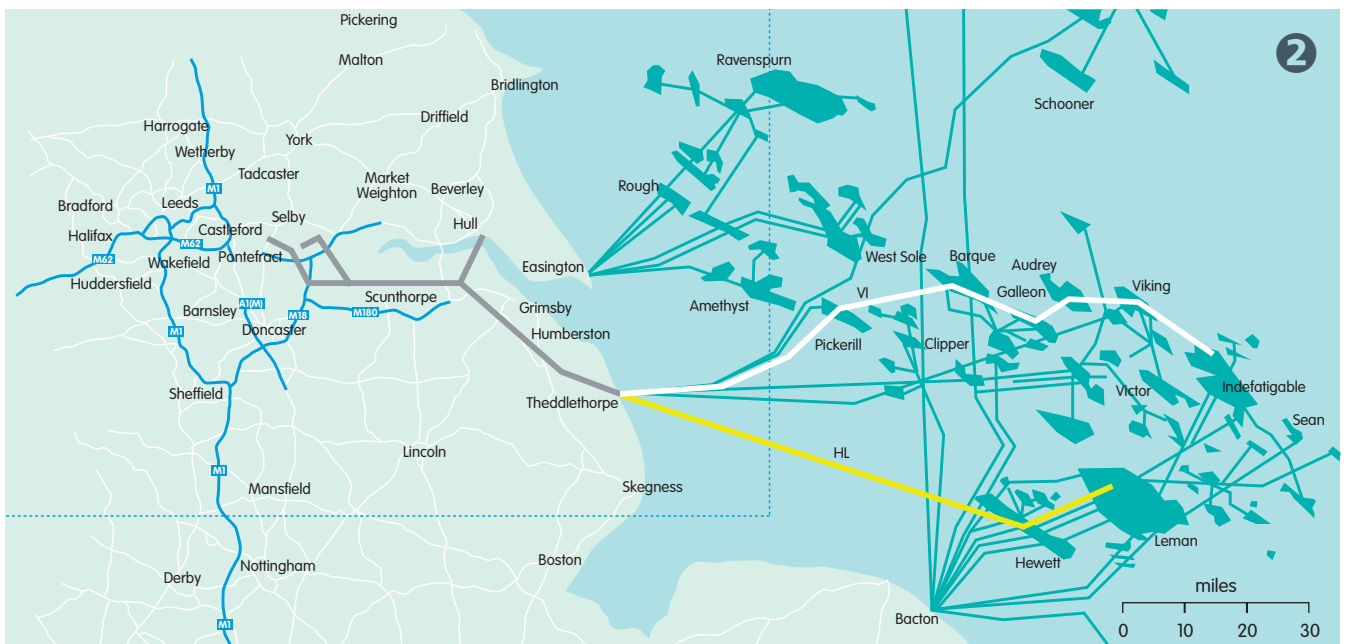 Pickering
2
Malton
Ravenspurn
Bridlington
Schooner
Driffield
Harrogate
York
Wetherby
Tadcaster
Market
Weighton
Beverley
Rough
M1
Bradford
Leeds
Selby
Hull
Castleford
Halifax
M62
Pontefract
West Sole
Barque
M62
Wakefield
Easington
Audrey
Huddersfield
Galleon
Viking
Scunthorpe
VI
A1(M)
Amethyst
Grimsby
Barnsley
M18
M180
M1
Doncaster
Humberston
Pickerill
Clipper
Sheffield
Victor
Indefatigable
Theddlethorpe
Sean
Lincoln
HL
M1
Mansfield
Skegness
Leman
Boston
Hewett
Nottingham
Derby
miles
Bacton
M1
0 10 20 30